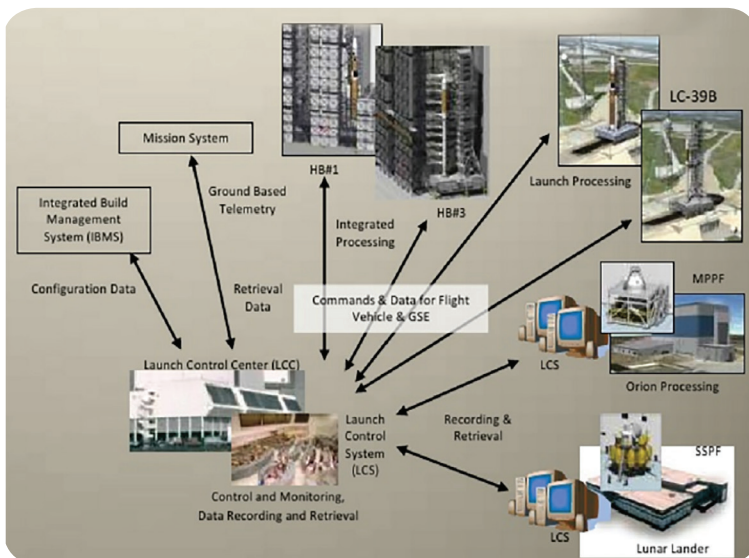 LC-39B
Mission System
HB#1
Launch Processing
Ground Based
Telemetry
HB#3
Integrated Build
Management
System (IBMS)
Integrated
Processing
MPPF
Configuration Data
Retrieval
Data
Commands & Data for Flight
Vehicle & GSE
LCS
Launch Control Center (LCC)
Orion Processing
Launch
Control
System
(LCS)
Recording &
Retrieval
SSPF
Control and Monitoring,
Data Recording and Retrieval
LCS
Lunar Lander